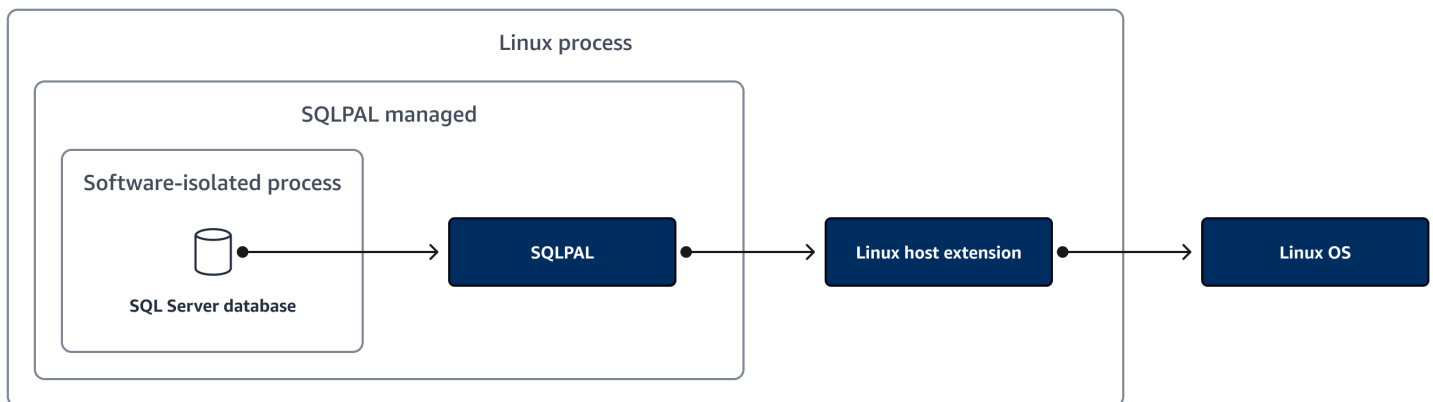 Linux process
SQLPAL managed
Software-isolated process
SQL Server database
SQLPAL
Linux host extension
Linux OS